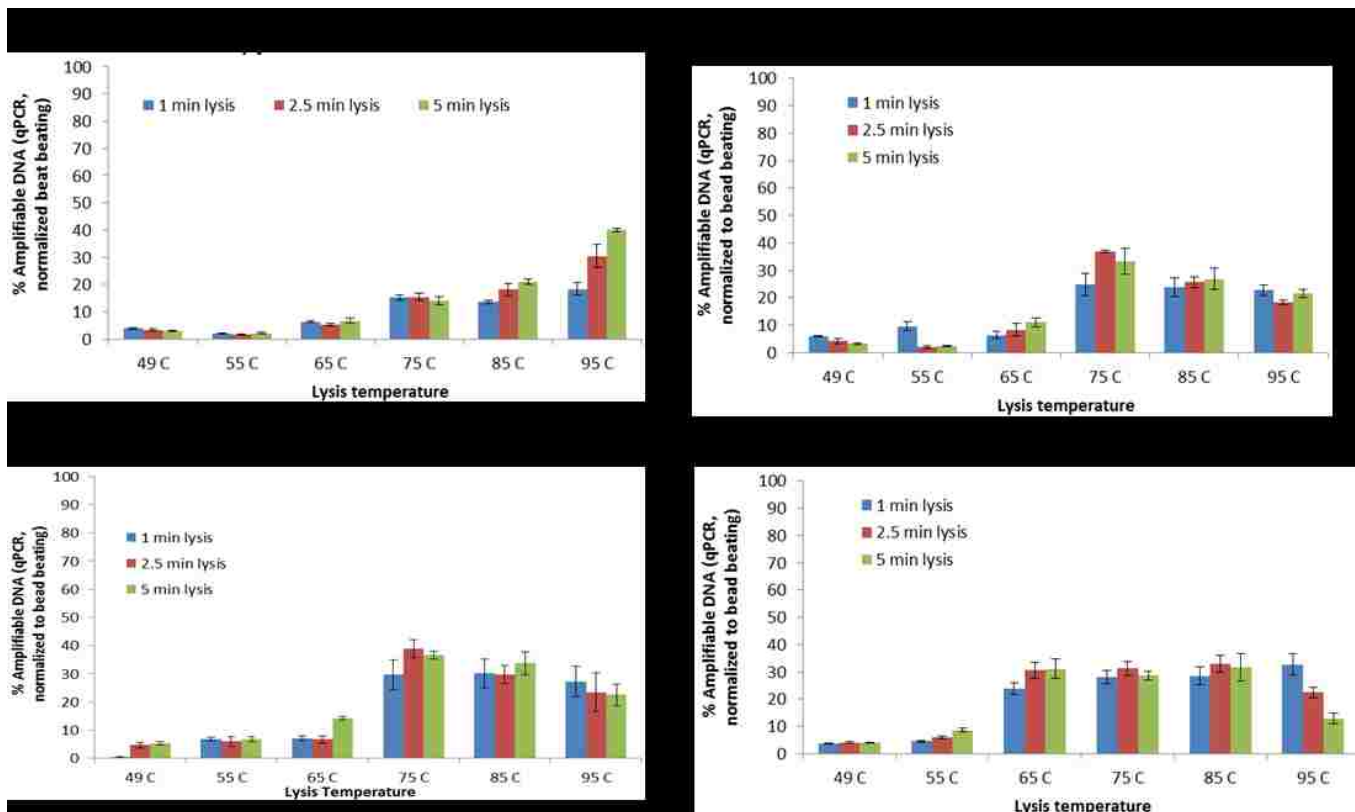 % Amplifiable DNA (qPCR,
normalized beat beating)
100
90
80
70
60
50
40
30
20
10
0
1 min lysis 2.5 min lysis 5 min lysis
49 C 55 C 65 C 75 C 85 C 95 C
Lysis temperature
% Amplifiable DNA (qPCR,
normalized to bead beating)
100
90
80
70
60
50
40
30
20
10
0
1 min lysis
2.5 min lysis
5 min lysis
49 C 55 C 65 C 75 C 85 C 95 C
Lysis temperature
% Amplifiable DNA (qPCR,
normalized to bead beating)
100
90
80
70
60
50
40
30
20
10
0
1 min lysis
2.5 min lysis
5 min lysis
49 C 55 C 65 C 75 C 85 C 95 C
Lysis Temperature
% Amplifiable DNA (qPCR,
normalized to bead beating)
100
90
80
70
60
50
40
30
20
10
0
1 min lysis
2.5 min lysis
5 min lysis
49 C 55 C 65 C 75 C 85 C 95 C
Lysis temperature